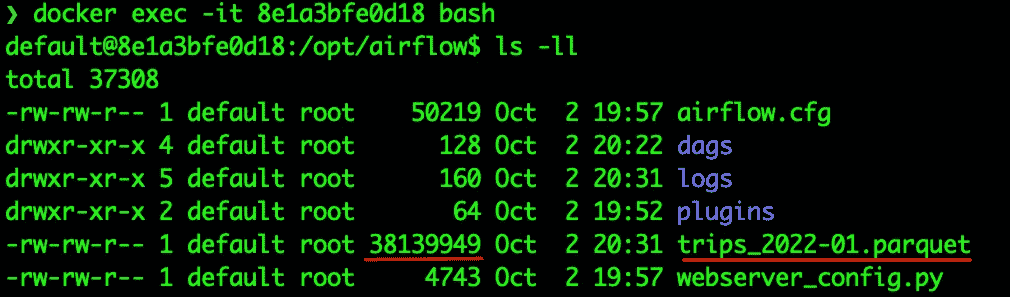 ❯ docker exec -it 8e1a3bfe0d18 bash
default@8e1a3bfe0d18:/opt/airflow$ ls -ll
total 37308
-rw-rw-r-- 1 default root    50219 Oct  2 19:57 airflow.cfg
drwxr-xr-x 4 default root      128 Oct  2 20:22 dags
drwxr-xr-x 5 default root      160 Oct  2 20:31 logs
drwxr-xr-x 2 default root       64 Oct  2 19:52 plugins
-rw-rw-r-- 1 default root 38139949 Oct  2 20:31 trips_2022-01.parquet
-rw-rw-r-- 1 default root     4743 Oct  2 19:57 webserver_config.py